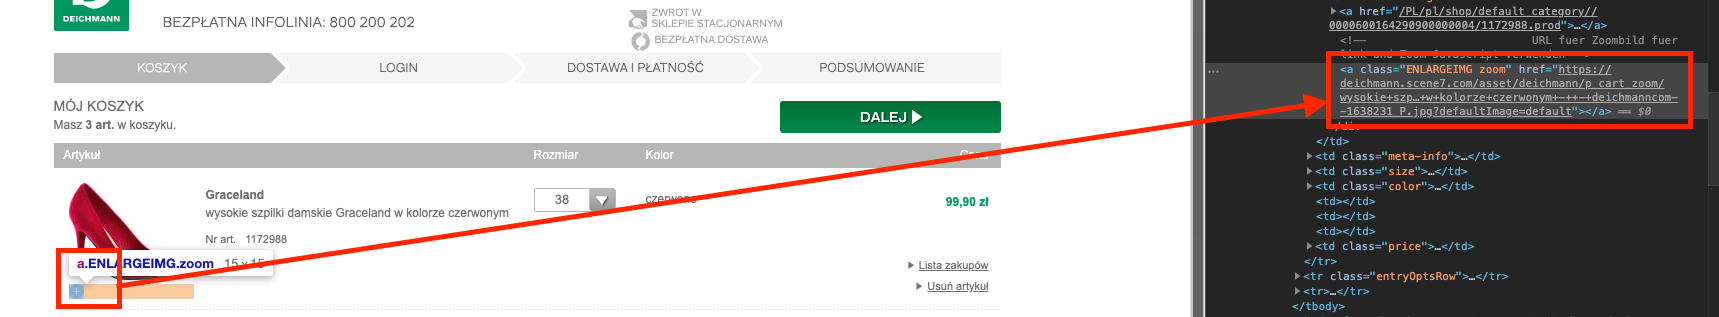 DEICHMANN
BEZPŁATNA INFOLINIA: 800 200 202
ZWROT W
SKLEPIE STACJONARNYM
BEZPŁATNA DOSTAWA
KOSZYK
LOGIN
DOSTAWA I PŁATNOŚĆ
PODSUMOWANIE
MÓJ KOSZYK
Masz 3 art. w koszyku.
DALEJ
Artykuł
Rozmiar
Kolor
Cena
Graceland
wysokie szpilki damskie Graceland w kolorze czerwonym
38
czerwone
99,90 zł
Nr art. 1172988
a.ENLARGEIMG.zoom 15 × 15
Lista zakupów
Usuń artykuł
<a href="/PL/pl/shop/default_category//
0000600164290900000004/1172988.prod">…</a>
<!-- URL fuer Zoombild fuer
<a class="ENLARGEIMG zoom" href="https://
deichmann.scene7.com/asset/deichmann/p_cart_zoom/
wysokie+szp…+w+kolorze+czerwonym+-++-+deichmanncom-
-1638231_P.jpg?defaultImage=default"></a> == $0
</div>
</td>
<td class="meta-info">…</td>
<td class="size">…</td>
<td class="color">…</td>
<td></td>
<td></td>
<td></td>
<td class="price">…</td>
</tr>
<tr class="entryOptsRow">…</tr>
<tr>…</tr>
</tbody>